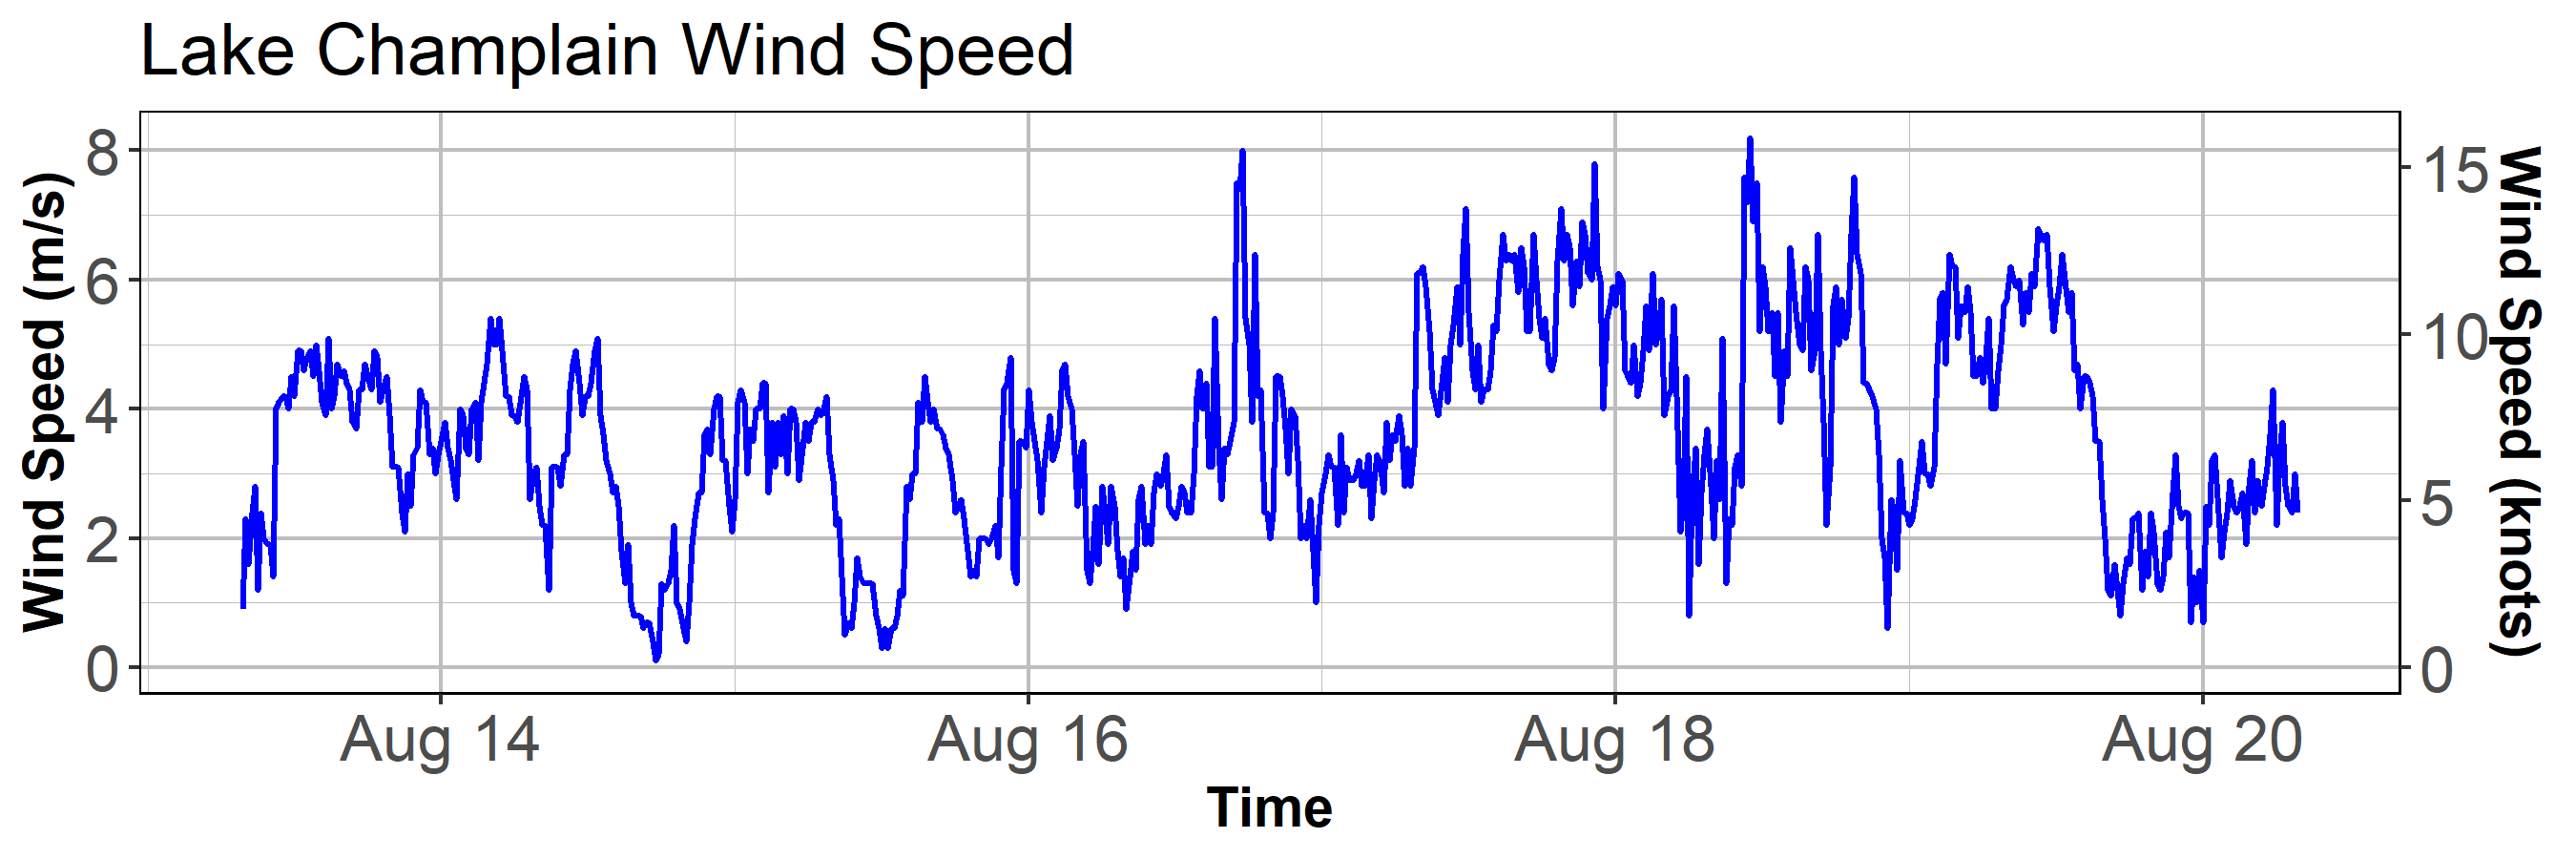 Lake Champlain Wind Speed
Wind Speed (m/s)
8
6
4
2
0
15
10
5
0
Wind Speed (knots)
Aug 14 Aug 16 Aug 18 Aug 20
Time